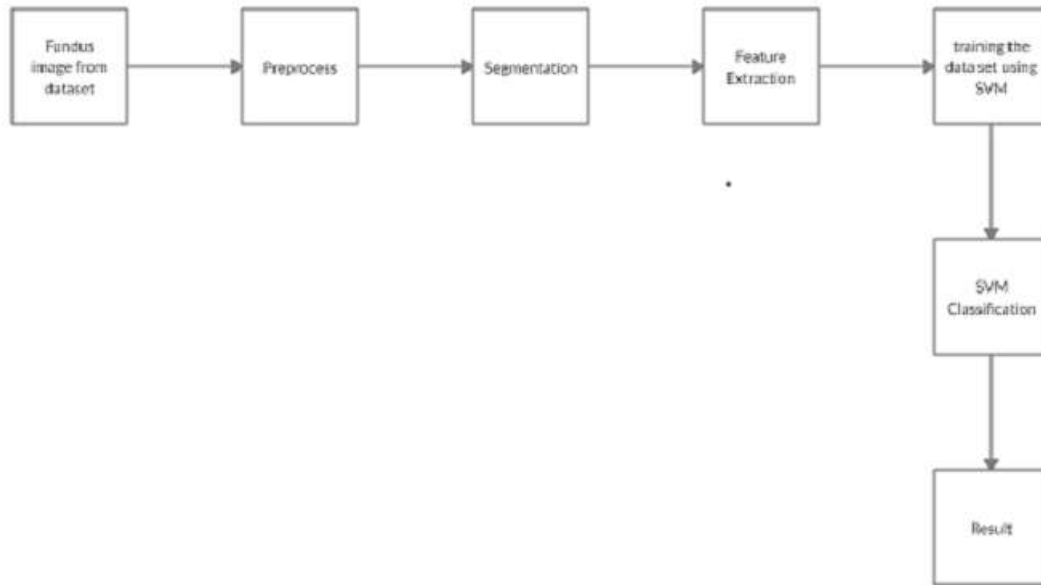 Fundus
image from
dataset
Preprocess
Segmentation
Feature
Extraction
training the
data set using
SVM
SVM
Classification
Result